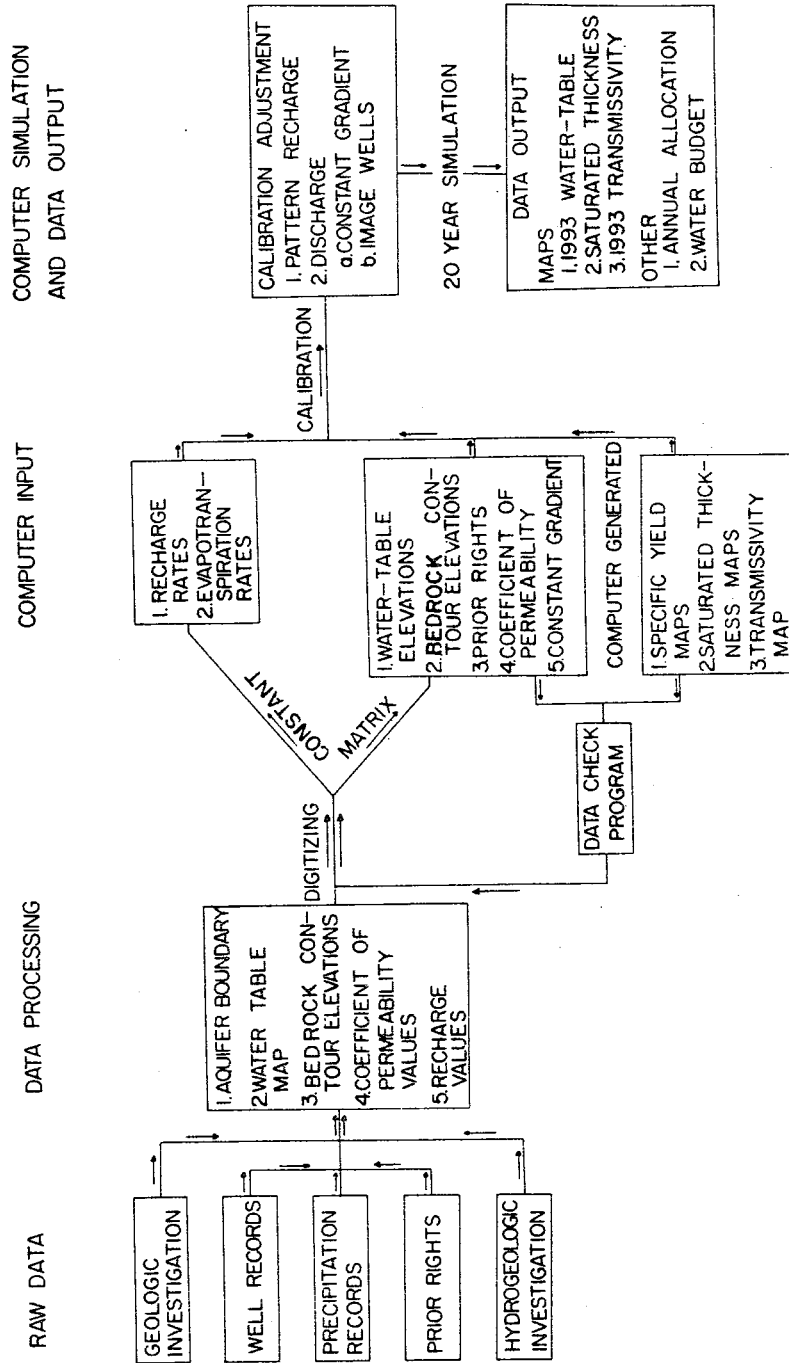 RAW DATA
GEOLOGIC
INVESTIGATION
WELL RECORDS
PRECIPITATION
RECORDS
PRIOR RIGHTS
HYDROGEOLOGIC
INVESTIGATION
DATA PROCESSING
1. AQUIFER BOUNDARY
2. WATER TABLE
MAP
3. BEDROCK CON-
TOUR ELEVATIONS
4. COEFFICIENT OF
PERMEABILITY
VALUES
5. RECHARGE
VALUES
DIGITIZING
CONSTANT
MATRIX
DATA CHECK
PROGRAM
COMPUTER INPUT
1. RECHARGE
RATES
2. EVAPOTRAN-
SPIRATION
RATES
1. WATER-TABLE
ELEVATIONS
2. BEDROCK CON-
TOUR ELEVATIONS
3. PRIOR RIGHTS
4. COEFFICIENT OF
PERMEABILITY
5. CONSTANT GRADIENT
COMPUTER GENERATED
1. SPECIFIC YIELD
MAPS
2. SATURATED THICK-
NESS MAPS
3. TRANSMISSIVITY
MAP
CALIBRATION
COMPUTER SIMULATION
AND DATA OUTPUT
CALIBRATION ADJUSTMENT
1. PATTERN RECHARGE
2. DISCHARGE
a. CONSTANT GRADIENT
b. IMAGE WELLS
20 YEAR SIMULATION
DATA OUTPUT
MAPS
1. 1993 WATER-TABLE
2. SATURATED THICKNESS
3. 1993 TRANSMISSIVITY
OTHER
1. ANNUAL ALLOCATION
2. WATER BUDGET